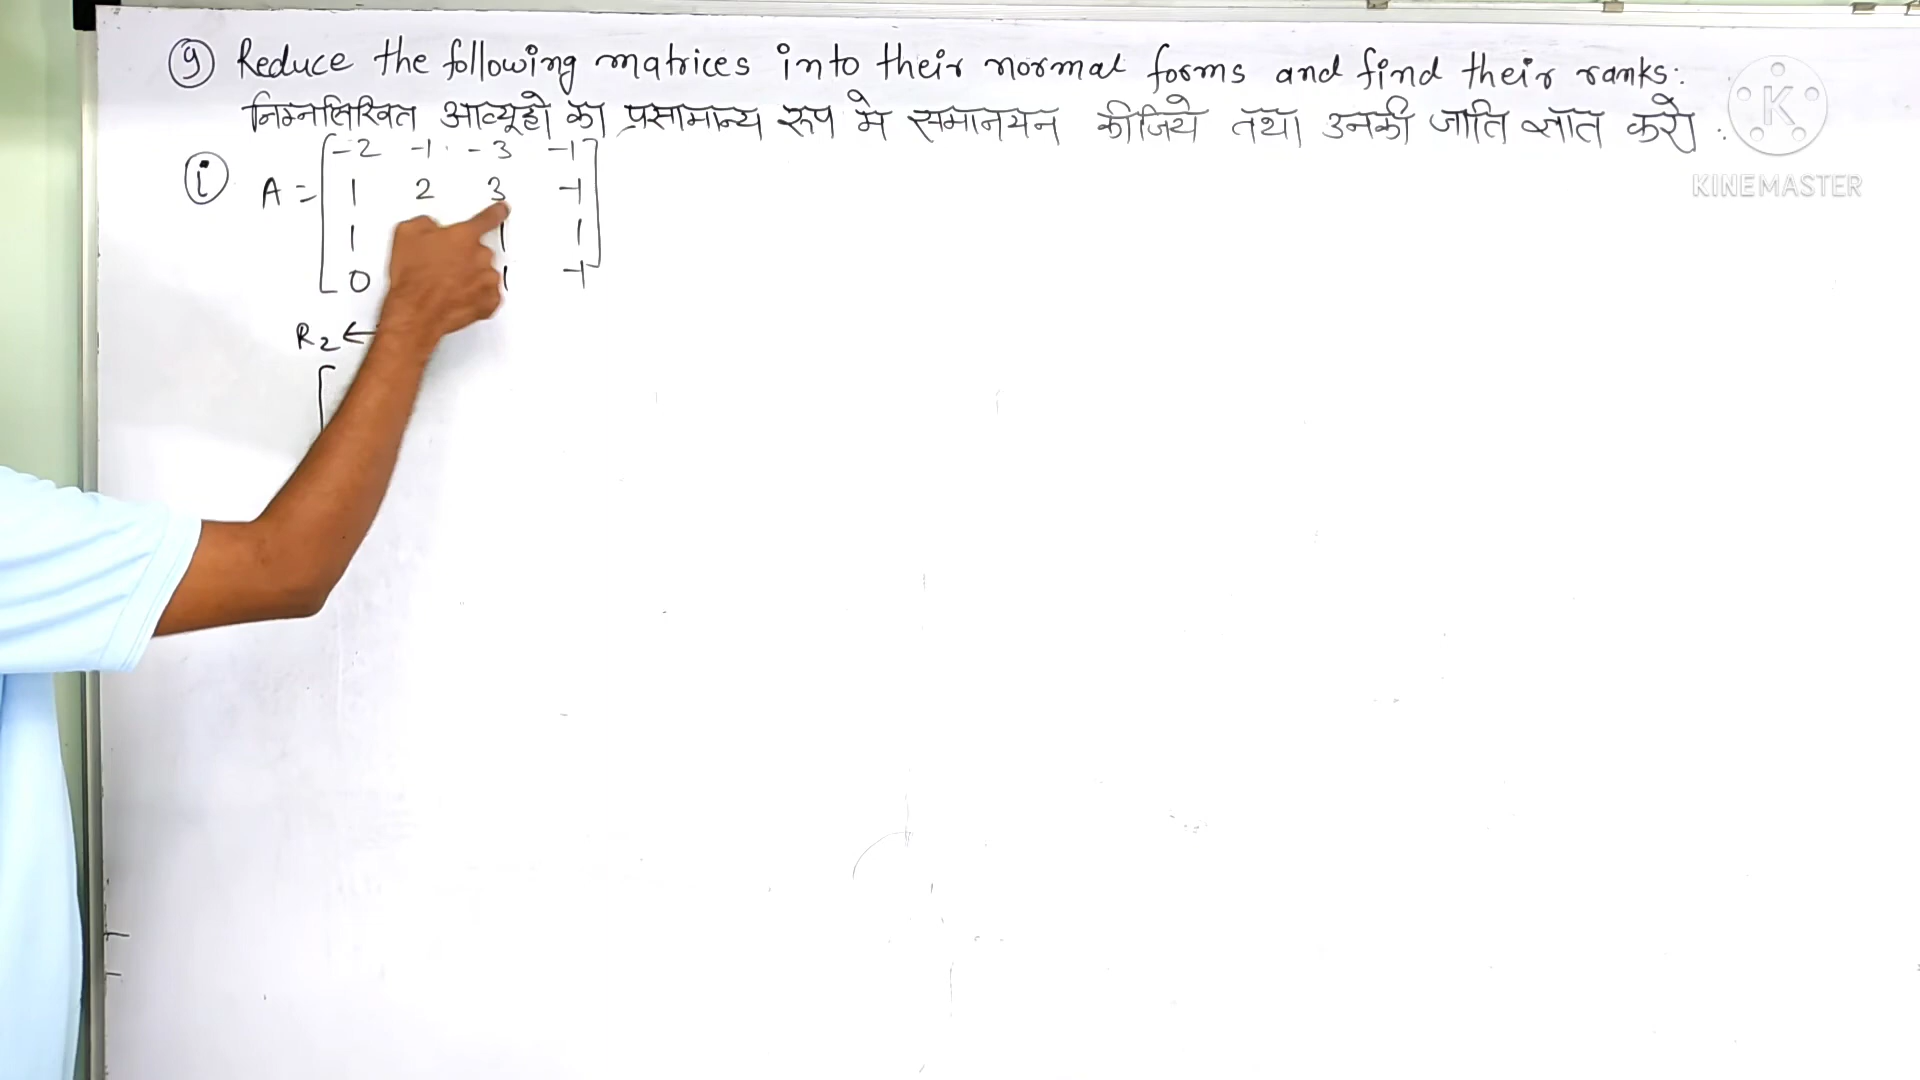 9 Reduce the following matrices into their normal forms and find their ranks:
निम्नलिखित आव्यूहो का प्रसामान्य रूप मे समानयन कीजिये तथा उनकी जाति ज्ञात करो :
i A = -2 -1 -3 -1
1 2 3 -1
1 1 1
0 1 -1
R2 ←
K
KINEMASTER